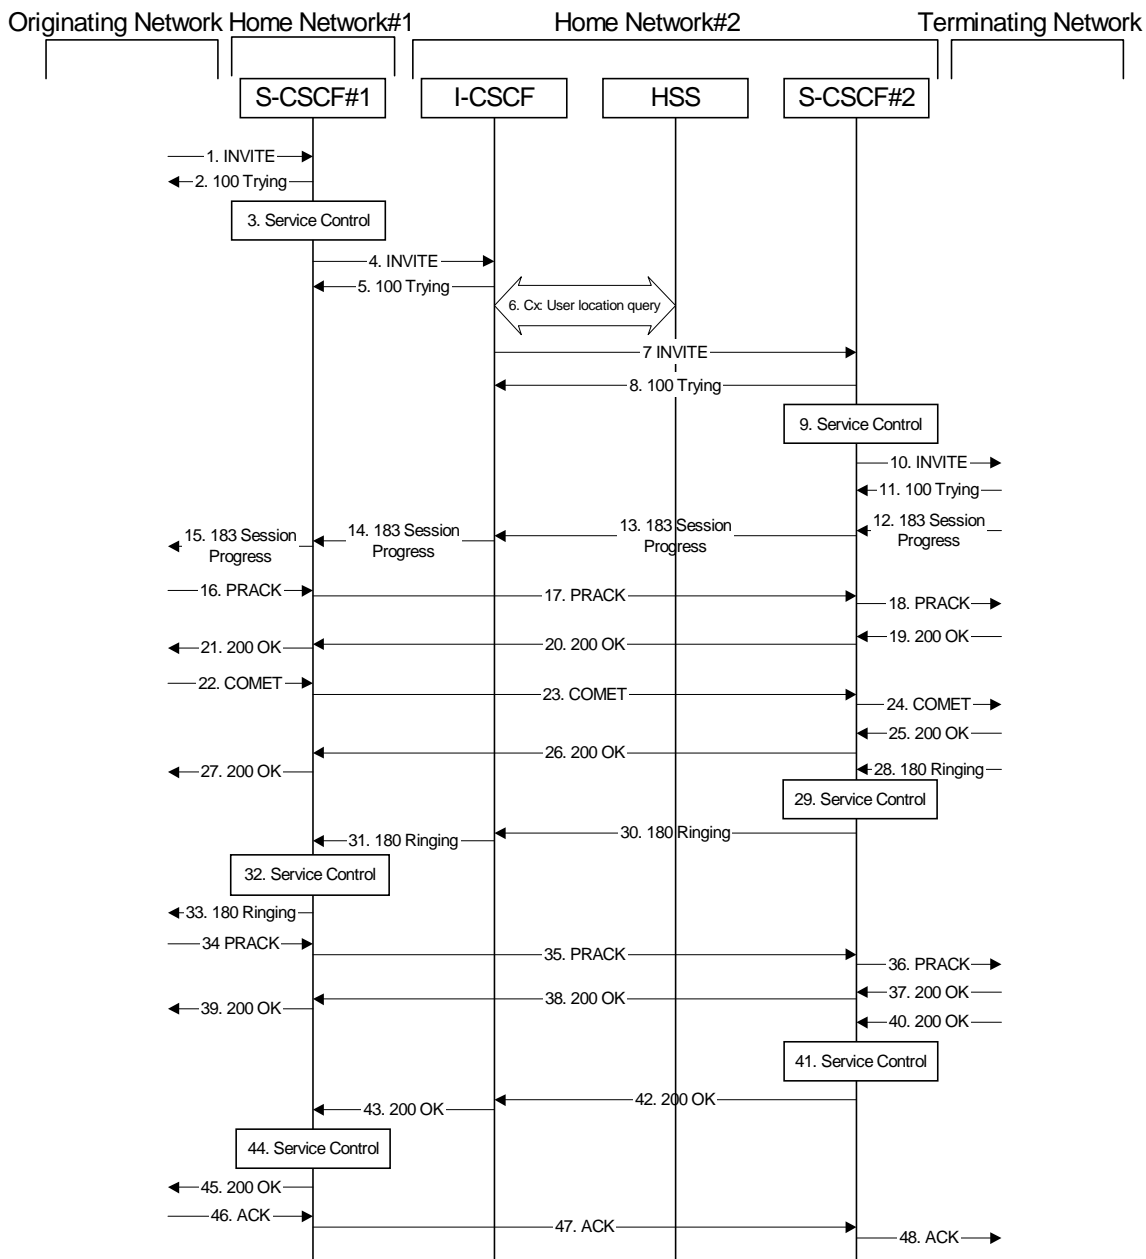 Originating Network Home Network#1 Home Network#2 Terminating Network
S-CSCF#1 I-CSCF HSS S-CSCF#2
1. INVITE
2. 100 Trying
3. Service Control
4. INVITE
5. 100 Trying
6. Cx: User location query
7 INVITE
8. 100 Trying
9. Service Control
10. INVITE
11. 100 Trying
12. 183 Session
Progress
13. 183 Session
Progress
14. 183 Session
Progress
15. 183 Session
Progress
16. PRACK
17. PRACK
18. PRACK
19. 200 OK
20. 200 OK
21. 200 OK
22. COMET
23. COMET
24. COMET
25. 200 OK
26. 200 OK
27. 200 OK
28. 180 Ringing
29. Service Control
30. 180 Ringing
31. 180 Ringing
32. Service Control
33. 180 Ringing
34 PRACK
35. PRACK
36. PRACK
37. 200 OK
38. 200 OK
39. 200 OK
40. 200 OK
41. Service Control
42. 200 OK
43. 200 OK
44. Service Control
45. 200 OK
46. ACK
47. ACK
48. ACK